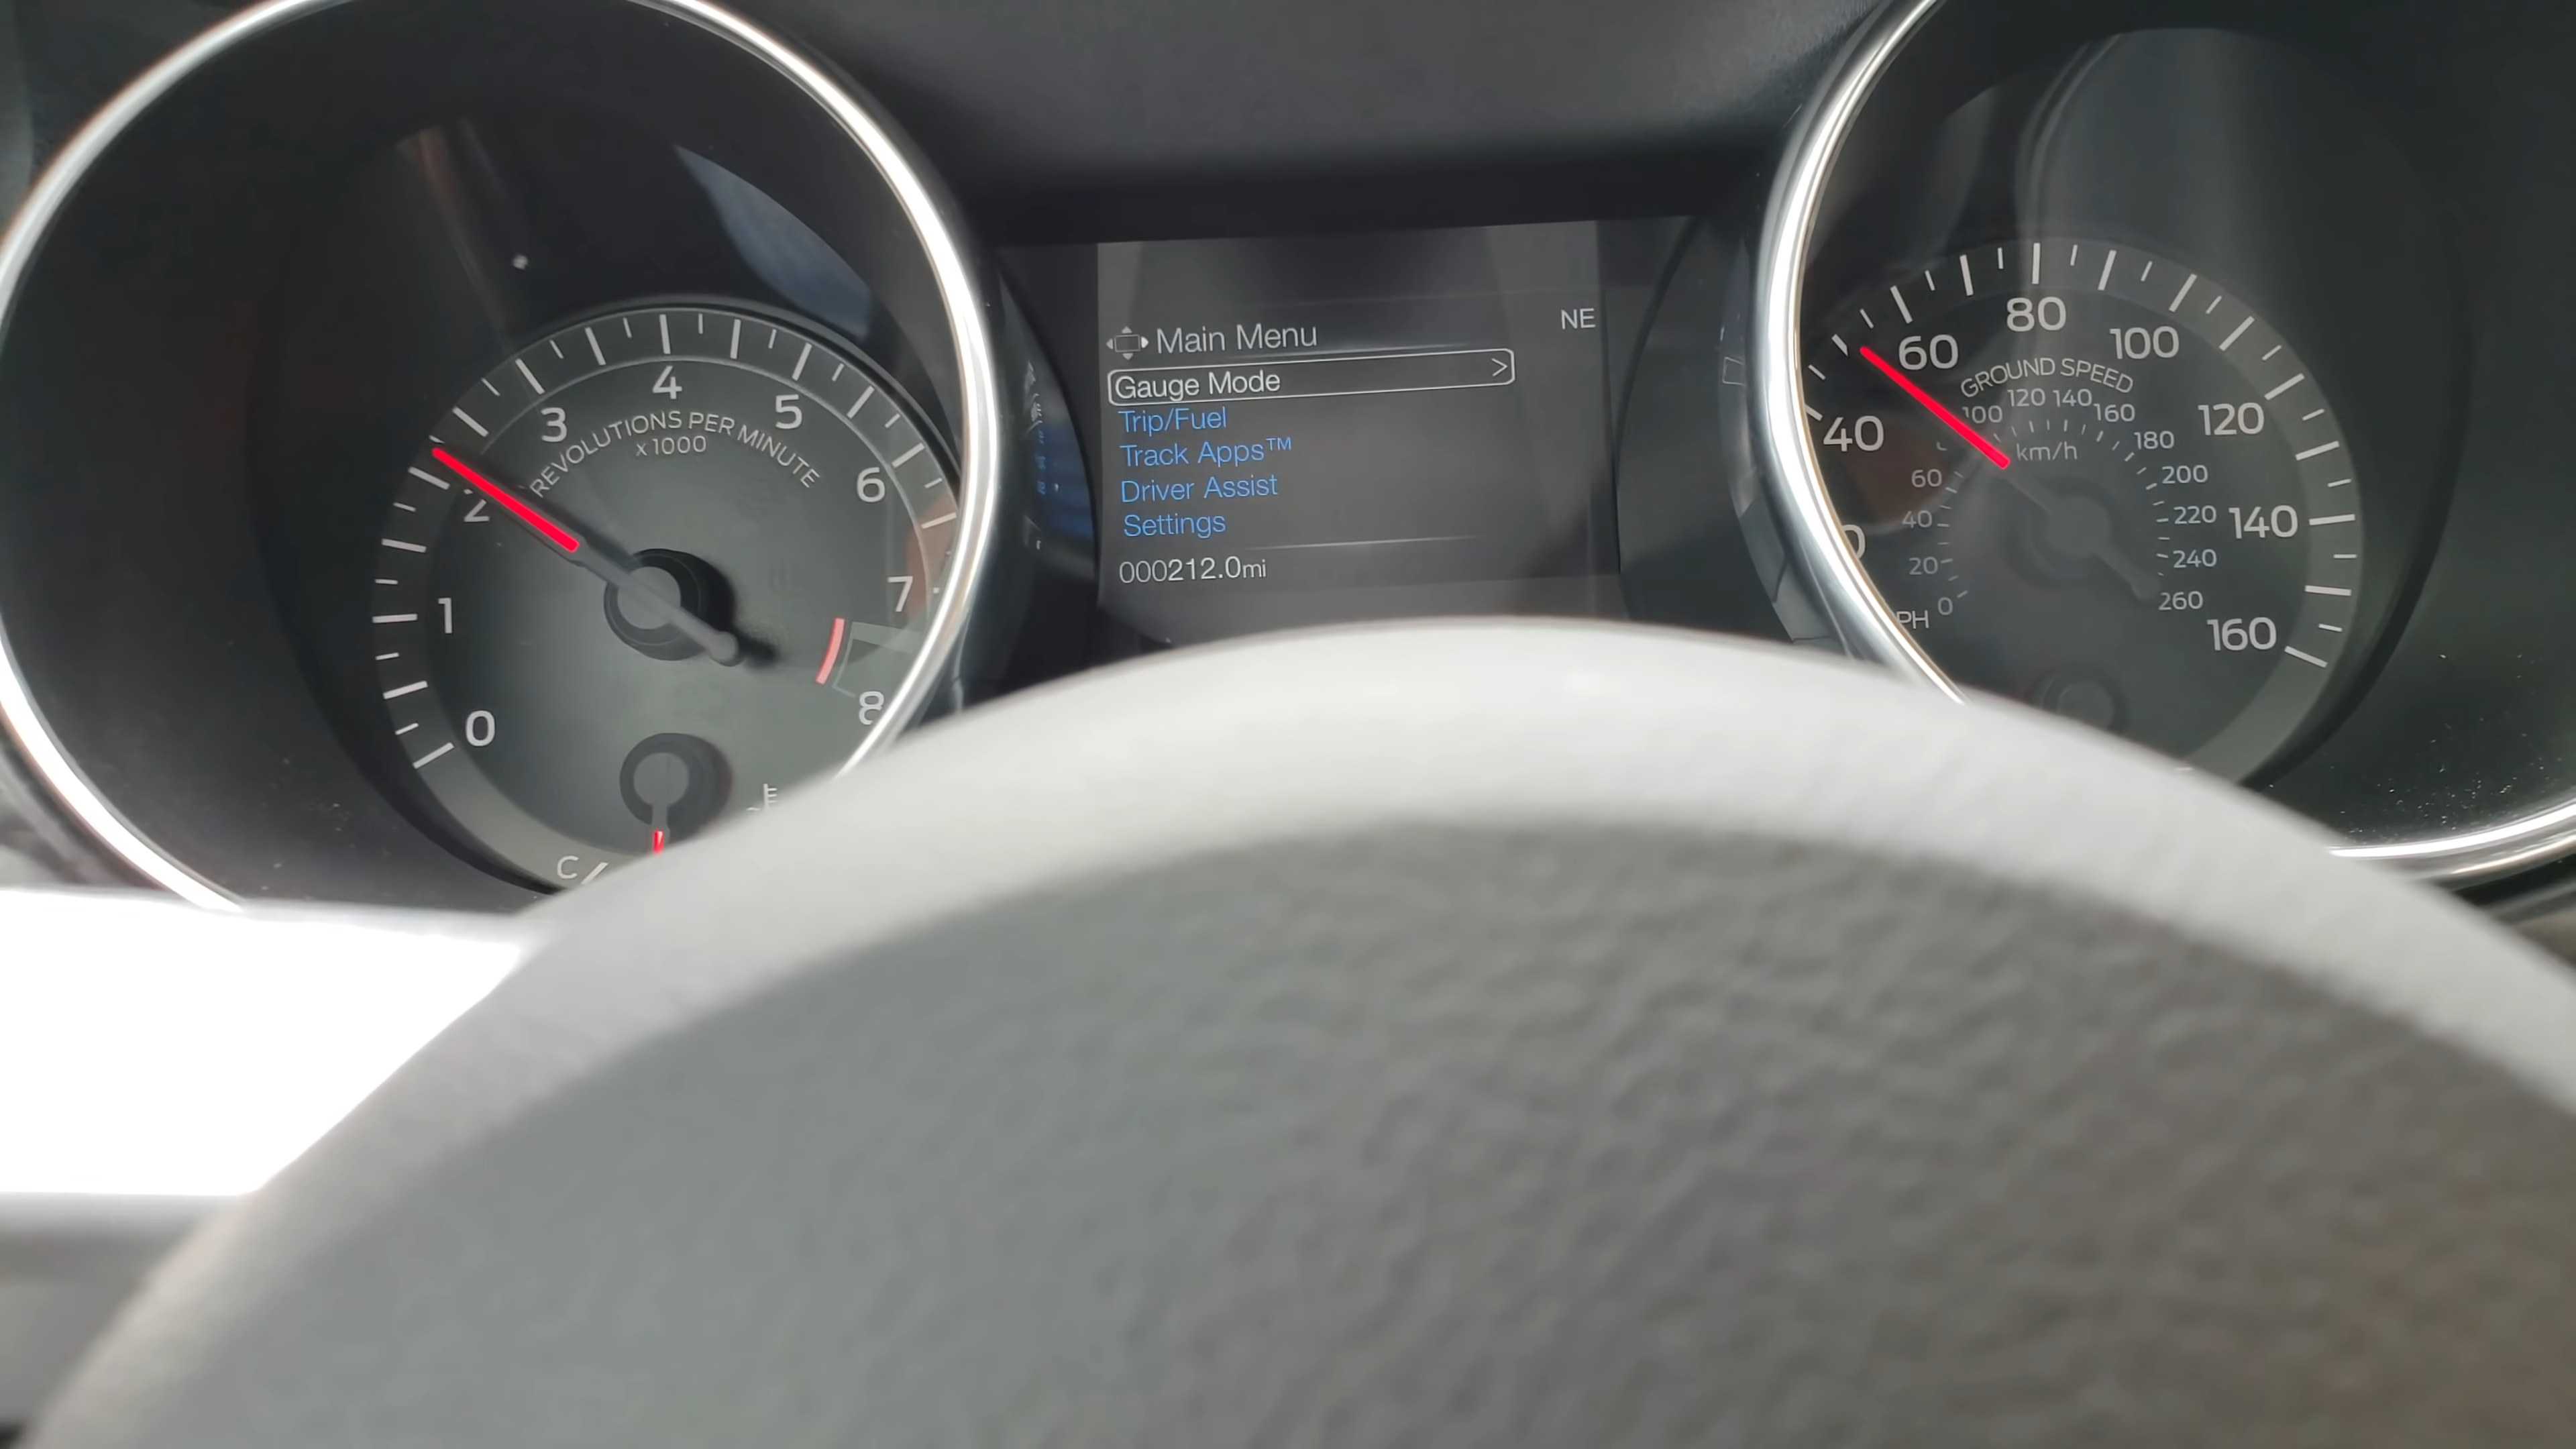 0
1
2
3
4
5
6
7
8
REVOLUTIONS PER MINUTE
x 1000
C
Main Menu
NE
Gauge Mode >
Trip/Fuel
Track Apps™
Driver Assist
Settings
000212.0mi
40
60
80
100
120
140
160
GROUND SPEED
0
20
40
60
100
120
140
160
180
200
220
240
260
km/h